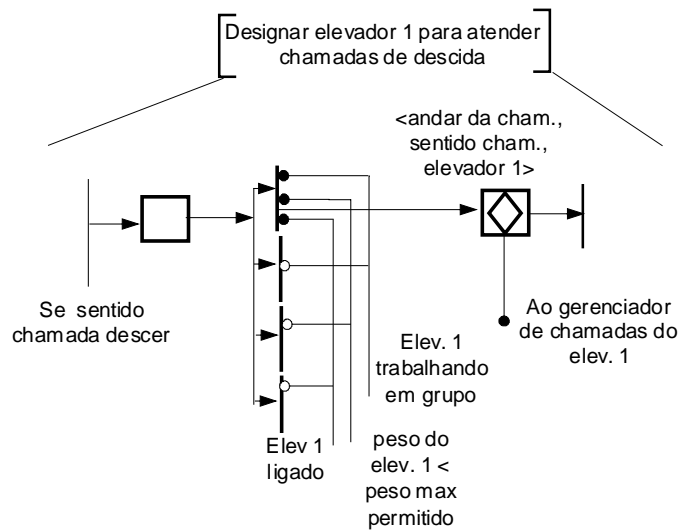 Designar elevador 1 para atender
chamadas de descida
<andar da cham.,
sentido cham.,
elevador 1>
Se sentido
chamada descer
Ao gerenciador
de chamadas do
elev. 1
Elev. 1
trabalhando
em grupo
Elev 1
ligado
peso do
elev. 1 <
peso max
permitido